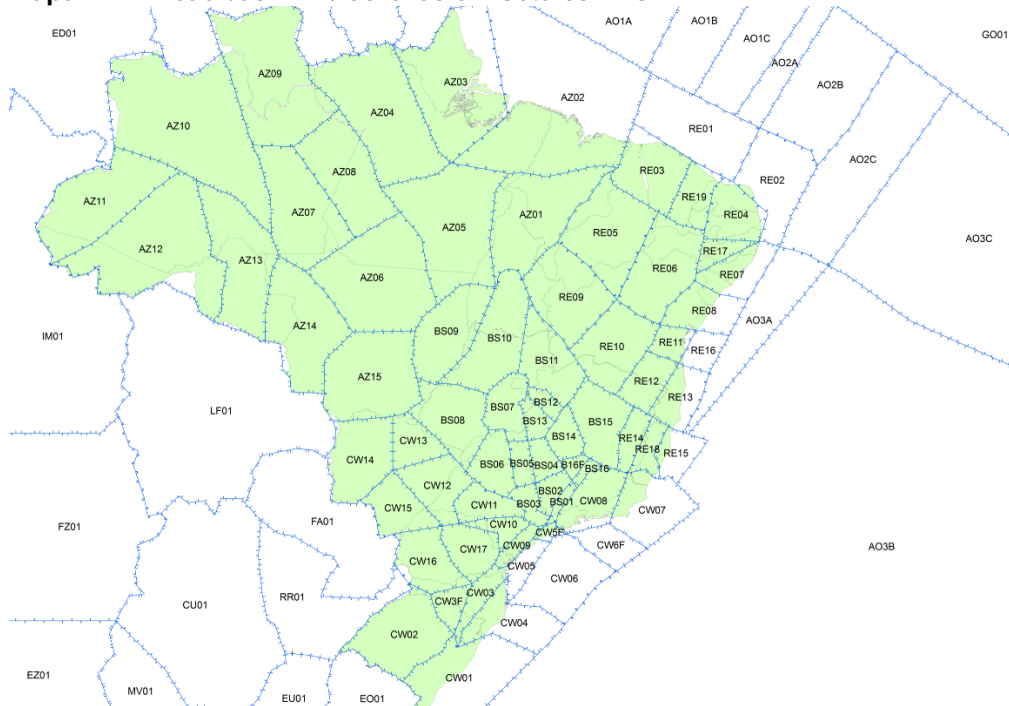 AO1A
AO1B
ED01
AO1C
GO01
AO2A
AZ09
AZ03
AO2B
AZ02
AZ04
AZ10
RE01
AO2C
AZ08
RE03
RE02
RE19
AZ11
AZ07
AZ01
RE04
AZ05
RE05
AO3C
AZ12
RE17
AZ13
RE06
RE07
AZ06
RE09
RE08
AO3A
AZ14
BS09
IM01
BS10
RE11
RE10
RE16
BS11
AZ15
RE12
RE13
LF01
BS12
BS07
BS08
BS13
BS15
CW13
BS14
RE14
RE18
RE15
CW14
BS06
BS05
BS04
B16F
BS16
CW12
BS02
CW15
CW11
BS03
BS01
CW08
CW07
FA01
FZ01
CW10
CW5F
CW6F
AO3B
CW09
CW17
CW16
CW05
CW06
CW03
RR01
CW3F
CU01
CW04
CW02
EZ01
CW01
MV01
EU01
EO01